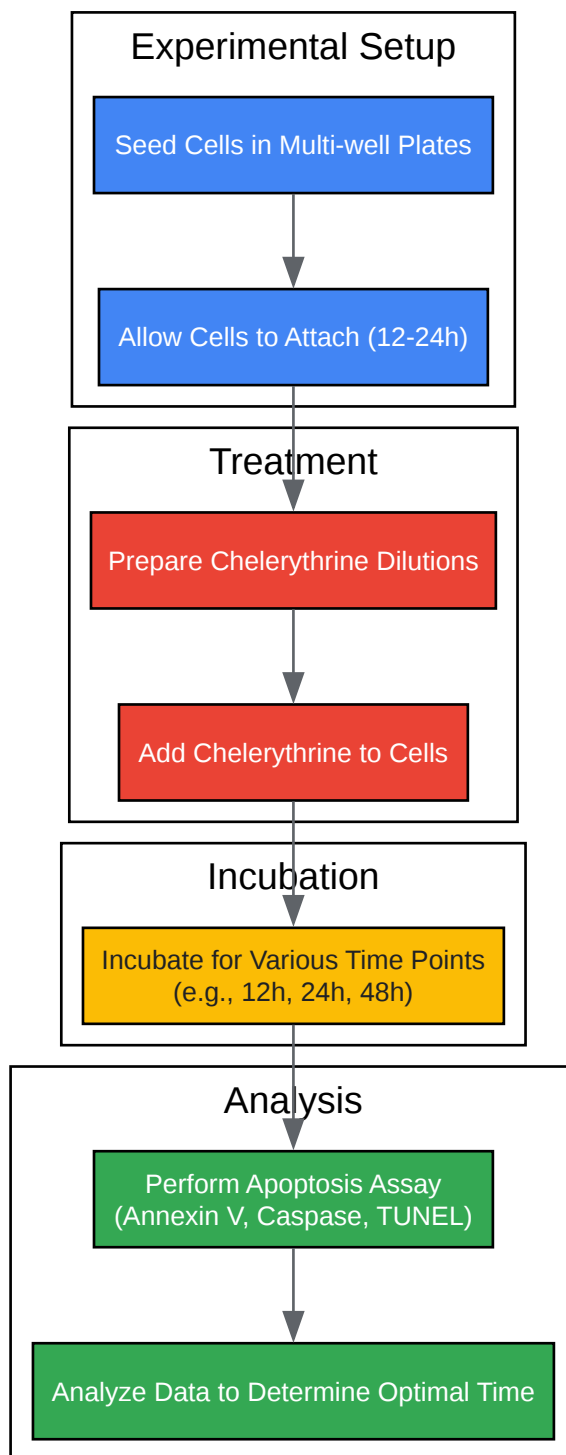 Experimental Setup
Seed Cells in Multi-well Plates
Allow Cells to Attach (12-24h)
Treatment
Prepare Chelerythrine Dilutions
Add Chelerythrine to Cells
Incubation
Incubate for Various Time Points
(e.g., 12h, 24h, 48h)
Analysis
Perform Apoptosis Assay
(Annexin V, Caspase, TUNEL)
Analyze Data to Determine Optimal Time